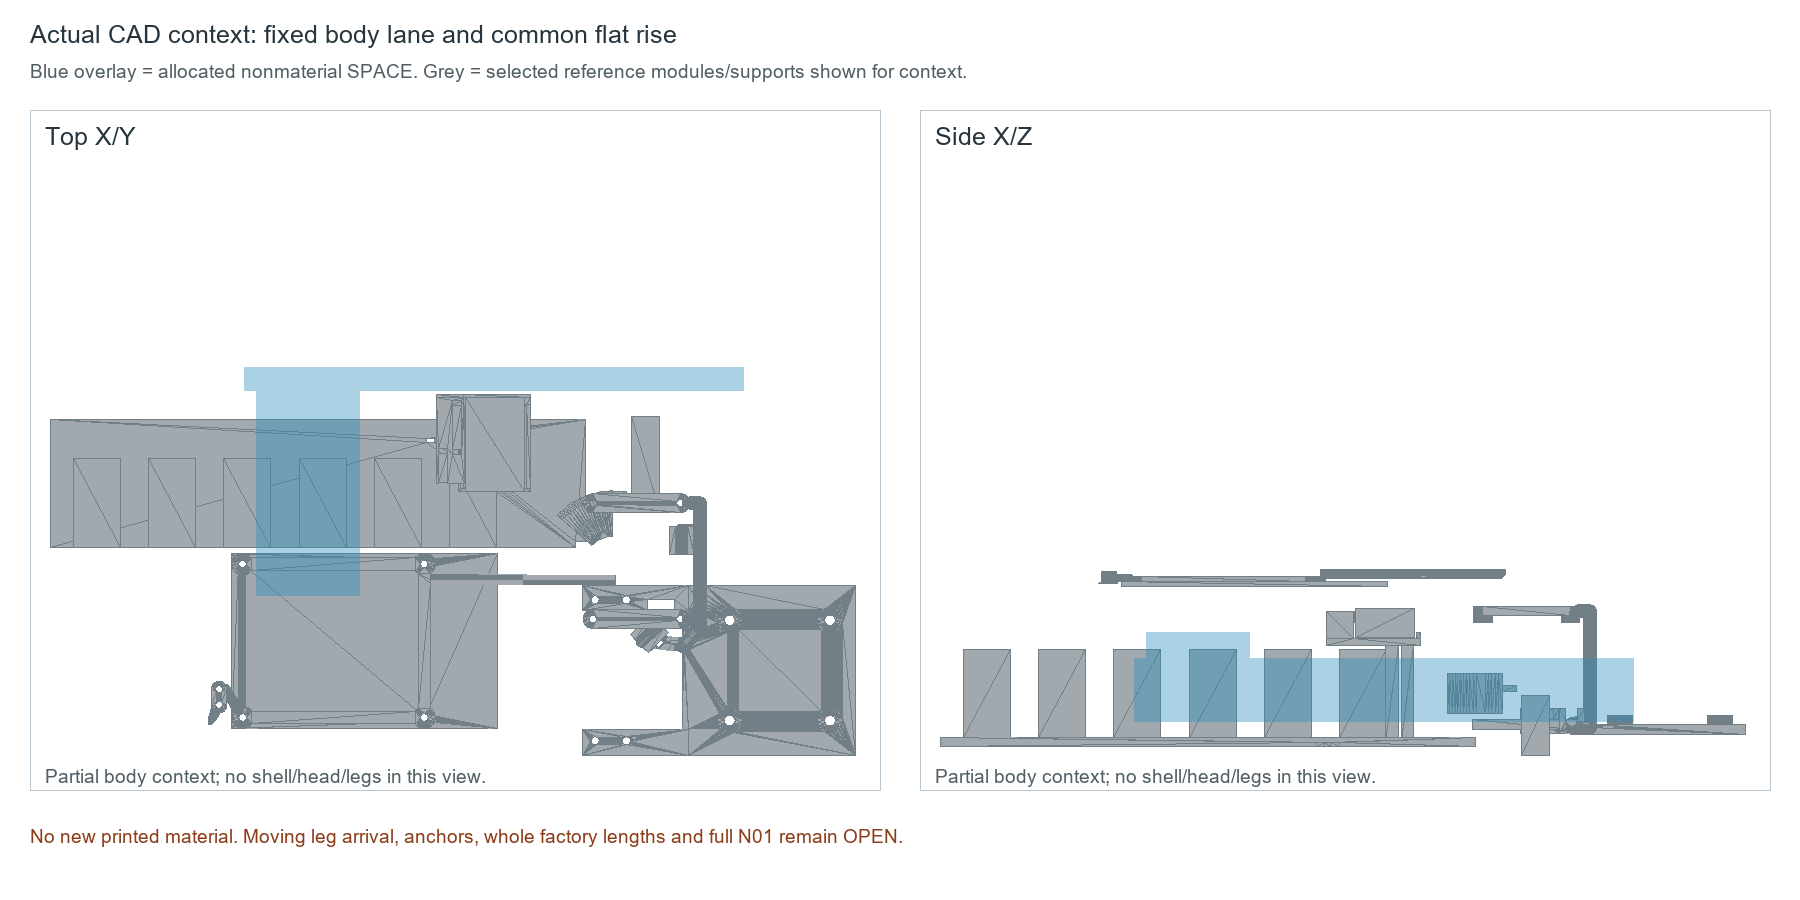 Actual CAD context: fixed body lane and common flat rise
Blue overlay = allocated nonmaterial SPACE. Grey = selected reference modules/supports shown for context.
Top X/Y
Side X/Z
Partial body context; no shell/head/legs in this view.
Partial body context; no shell/head/legs in this view.
No new printed material. Moving leg arrival, anchors, whole factory lengths and full N01 remain OPEN.